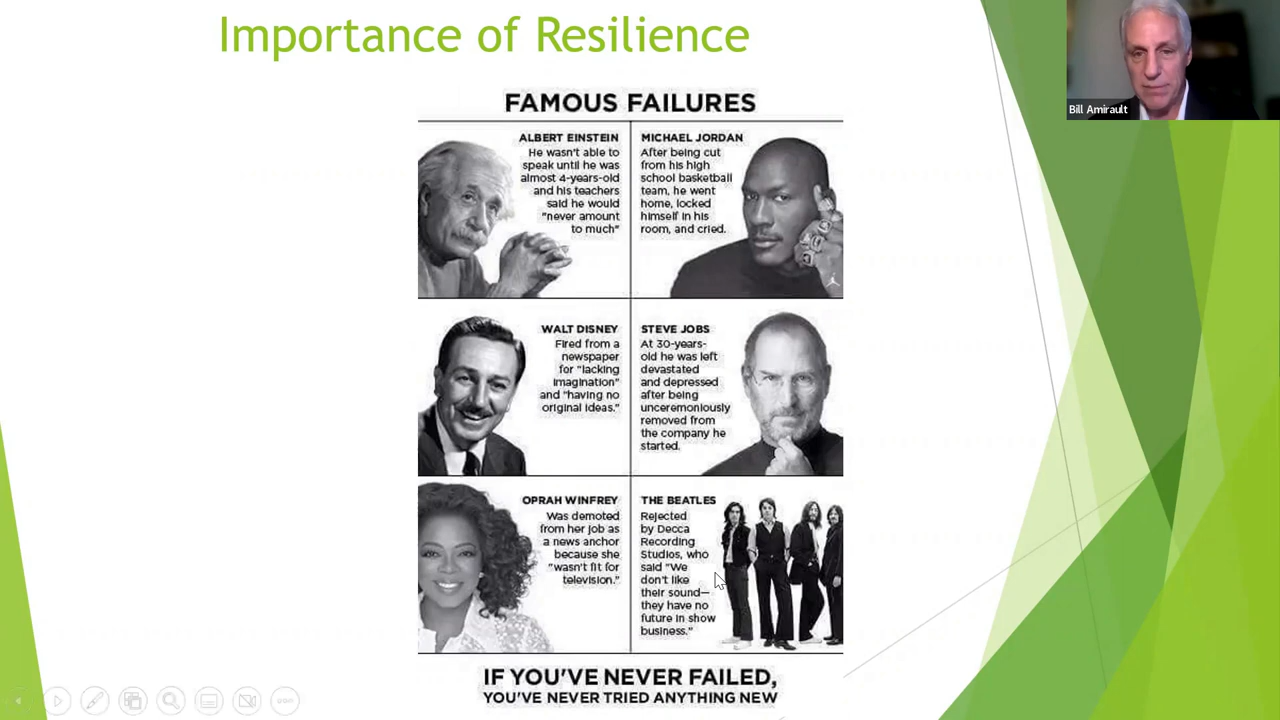 Importance of Resilience
Bill Amirault
FAMOUS FAILURES
ALBERT EINSTEIN
He wasn't able to
speak until he was
almost 4-years-old
and his teachers
said he would
"never amount
to much"
MICHAEL JORDAN
After being cut
from his high
school basketball
team, he went
home, locked
himself in his
room, and cried.
WALT DISNEY
Fired from a
newspaper
for "lacking
imagination"
and "having no
original ideas."
STEVE JOBS
At 30-years-
old he was left
devastated
and depressed
after being
unceremoniously
removed from
the company he
started.
OPRAH WINFREY
Was demoted
from her job as
a news anchor
because she
"wasn't fit for
television."
THE BEATLES
Rejected
by Decca
Recording
Studios, who
said "We
don't like
their sound—
they have no
future in show
business."
IF YOU'VE NEVER FAILED,
YOU'VE NEVER TRIED ANYTHING NEW